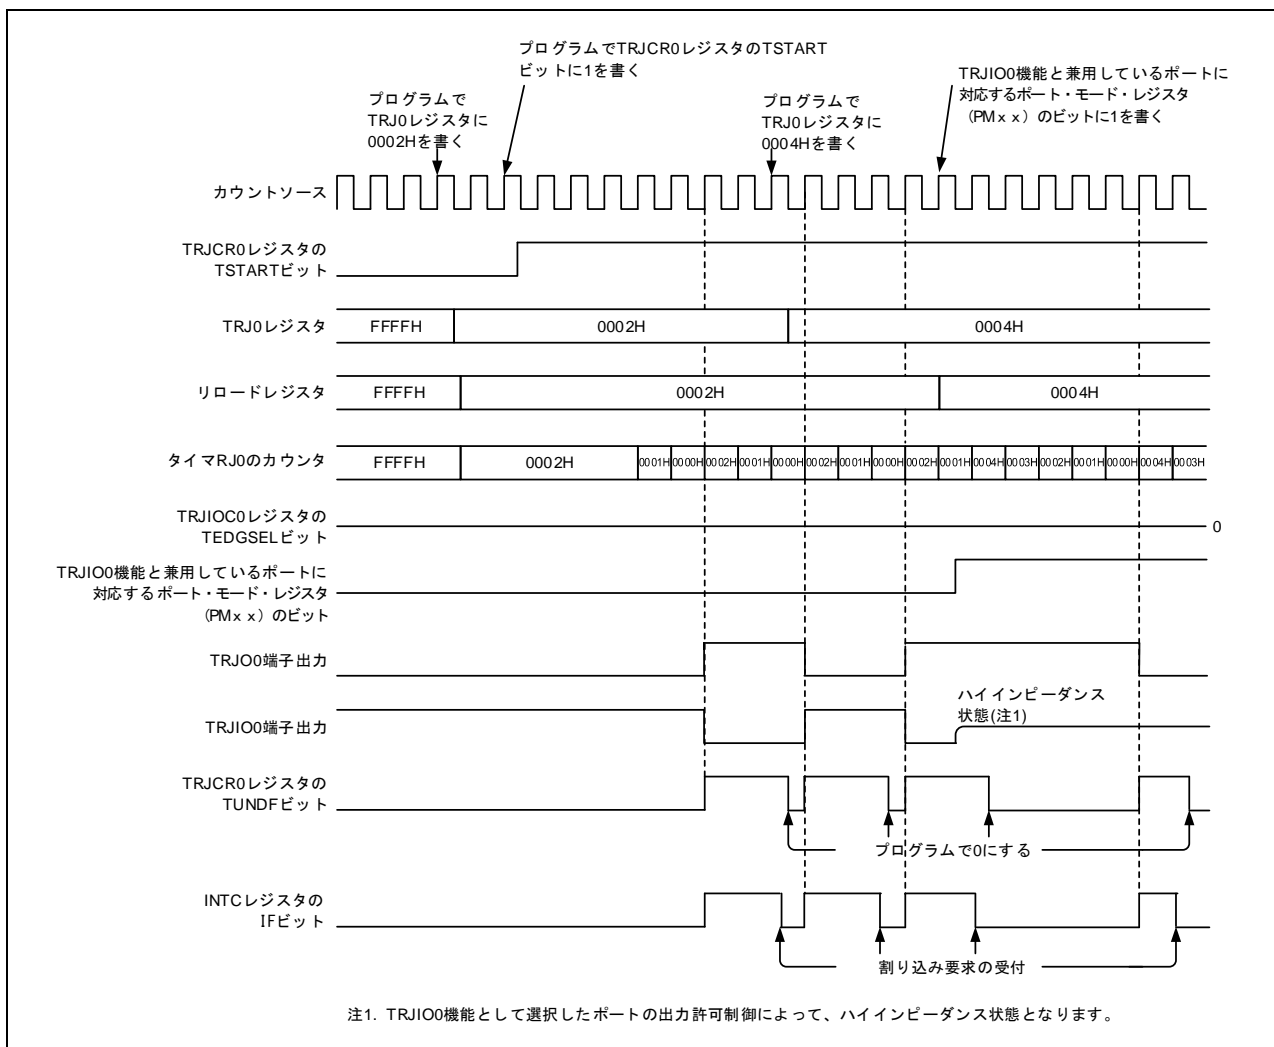 プログラムでTRJCR0レジスタのTSTART
ビットに1を書く
TRJIO0機能と兼用しているポートに
対応するポート・モード・レジスタ
（PM××）のビットに1を書く
プログラムで
TRJ0レジスタに
0002Hを書く
プログラムで
TRJ0レジスタに
0004Hを書く
カウントソース
TRJCR0レジスタの
TSTARTビット
TRJ0レジスタ
FFFFH
0002H
0004H
リロードレジスタ
FFFFH
0002H
0004H
タイマRJ0のカウンタ
FFFFH
0002H
0001H 0000H 0002H 0001H 0000H 0002H 0001H 0000H 0002H 0001H 0004H 0003H 0002H 0001H 0000H 0004H 0003H
TRJIOC0レジスタの
TEDGSELビット
0
TRJIO0機能と兼用しているポートに
対応するポート・モード・レジスタ
（PM××）のビット
TRJO0端子出力
ハイインピーダンス
状態(注1)
TRJIO0端子出力
TRJCR0レジスタの
TUNDFビット
プログラムで0にする
INTCレジスタの
IFビット
割り込み要求の受付
注1. TRJIO0機能として選択したポートの出力許可制御によって、ハイインピーダンス状態となります。